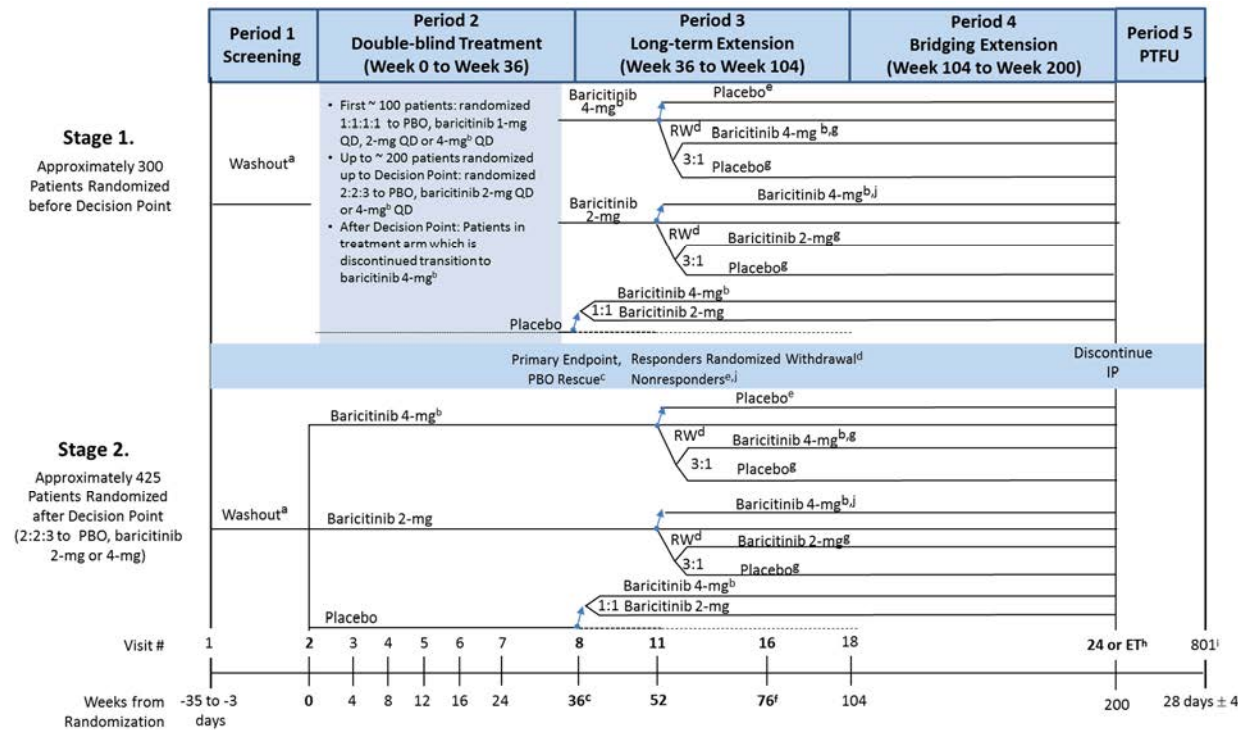 Period 1
Screening
Period 2
Double-blind Treatment
(Week 0 to Week 36)
Period 3
Long-term Extension
(Week 36 to Week 104)
Period 4
Bridging Extension
(Week 104 to Week 200)
Period 5
PTFU
Stage 1.
Approximately 300
Patients Randomized
before Decision Point
Washoutᵃ
• First ~ 100 patients: randomized
1:1:1:1 to PBO, baricitinib 1-mg
QD, 2-mg QD or 4-mgᵇ QD
• Up to ~ 200 patients randomized
up to Decision Point: randomized
2:2:3 to PBO, baricitinib 2-mg QD
or 4-mgᵇ QD
• After Decision Point: Patients in
treatment arm which is
discontinued transition to
baricitinib 4-mgᵇ
Baricitinib
4-mgᵇ
Placeboᵉ
RWᵈ
Baricitinib 4-mg ᵇ,ᵍ
3:1
Placeboᵍ
Baricitinib
2-mg
Baricitinib 4-mgᵇ,ʲ
RWᵈ
Baricitinib 2-mgᵍ
3:1
Placeboᵍ
Baricitinib 4-mgᵇ
1:1 Baricitinib 2-mg
Placebo
Primary Endpoint,
PBO Rescueᶜ
Responders Randomized Withdrawalᵈ
Nonrespondersᵉ,ʲ
Discontinue
IP
Stage 2.
Approximately 425
Patients Randomized
after Decision Point
(2:2:3 to PBO, baricitinib
2-mg or 4-mg)
Washoutᵃ
Baricitinib 4-mgᵇ
Placeboᵉ
RWᵈ
Baricitinib 4-mgᵇ,ᵍ
3:1
Placeboᵍ
Baricitinib 2-mg
Baricitinib 4-mgᵇ,ʲ
RWᵈ
Baricitinib 2-mgᵍ
3:1
Placeboᵍ
Baricitinib 4-mgᵇ
1:1 Baricitinib 2-mg
Placebo
Visit # 1 2 3 4 5 6 7 8 11 16 18 24 or ETʰ 801ⁱ
Weeks from
Randomization
-35 to -3
days
0 4 8 12 16 24 36ᶜ 52 76ᶠ 104 200 28 days ± 4